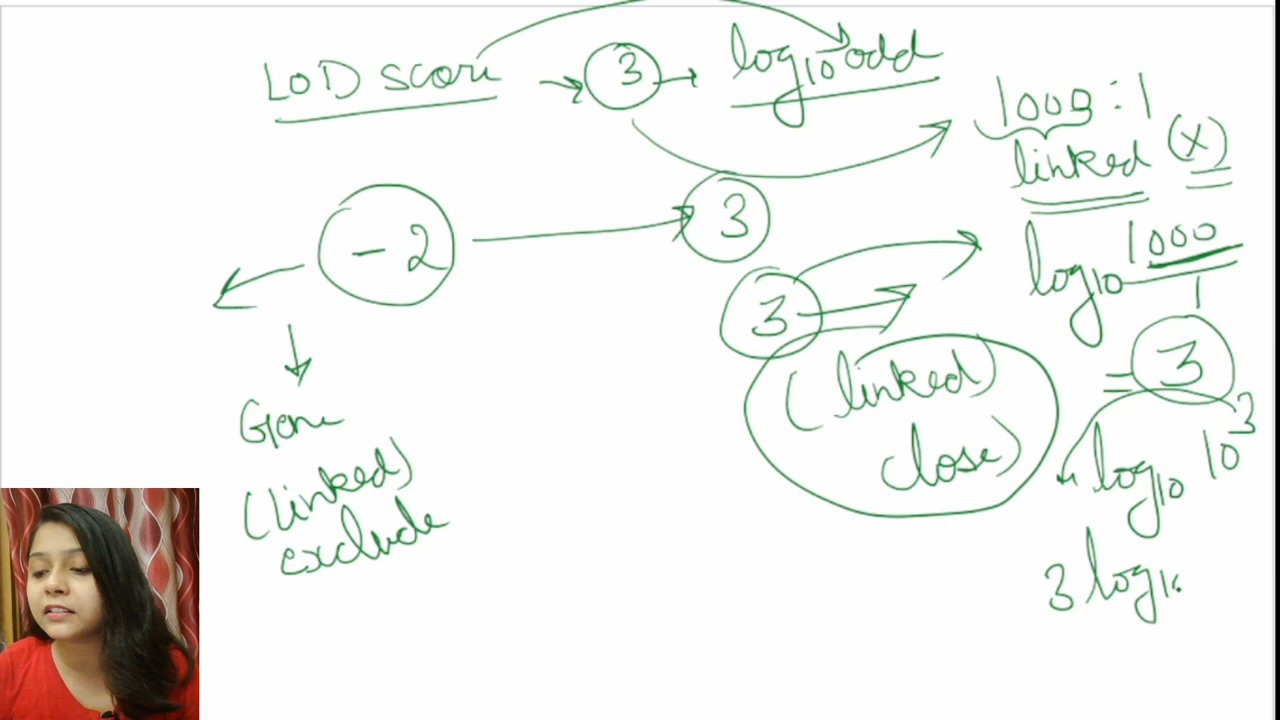 LOD score → 3 → log10 odd
1000 : 1
linked (x)
- 2 → 3
log10 1000/1
= 3
3
(linked)
close)
log10 10^3
3 log10
Gene
(linked)
exclude